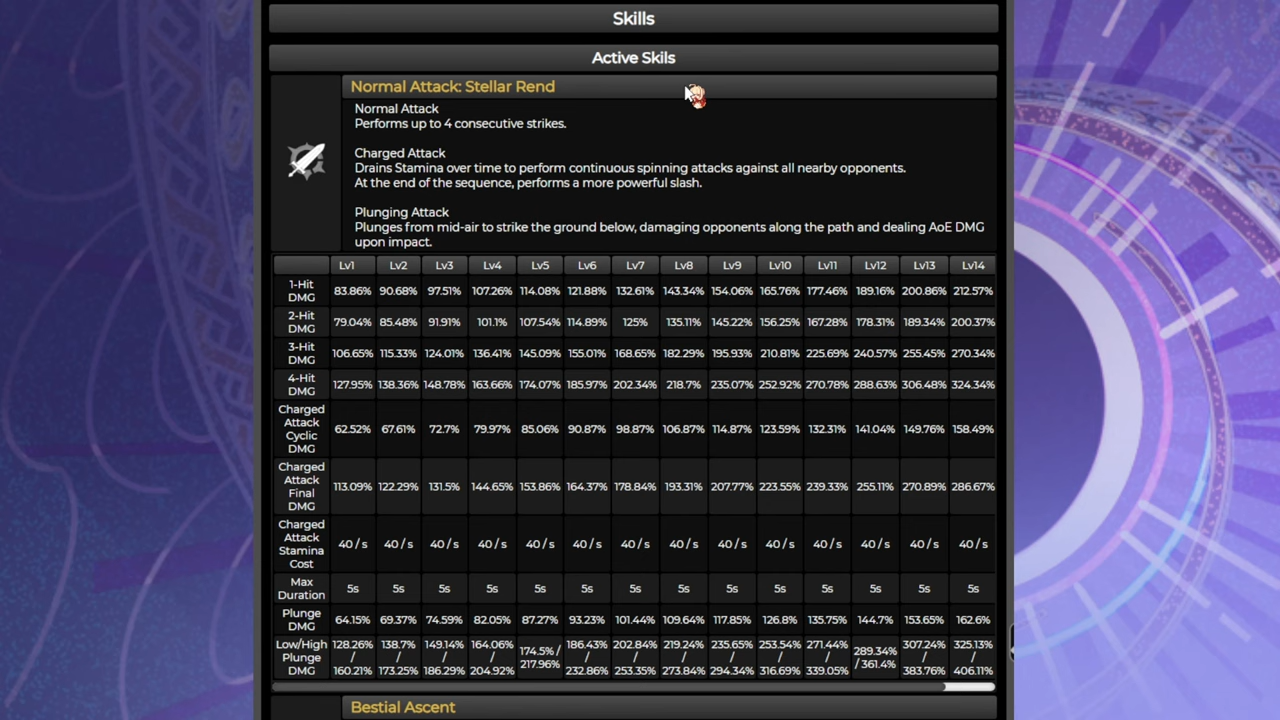 Skills
Active Skils
Normal Attack: Stellar Rend
Normal Attack
Performs up to 4 consecutive strikes.
Charged Attack
Drains Stamina over time to perform continuous spinning attacks against all nearby opponents.
At the end of the sequence, performs a more powerful slash.
Plunging Attack
Plunges from mid-air to strike the ground below, damaging opponents along the path and dealing AoE DMG
upon impact.
Lv1 Lv2 Lv3 Lv4 Lv5 Lv6 Lv7 Lv8 Lv9 Lv10 Lv11 Lv12 Lv13 Lv14
1-Hit DMG 83.86% 90.68% 97.51% 107.26% 114.08% 121.88% 132.61% 143.34% 154.06% 165.76% 177.46% 189.16% 200.86% 212.57%
2-Hit DMG 79.04% 85.48% 91.91% 101.1% 107.54% 114.89% 125% 135.11% 145.22% 156.25% 167.28% 178.31% 189.34% 200.37%
3-Hit DMG 106.65% 115.33% 124.01% 136.41% 145.09% 155.01% 168.65% 182.29% 195.93% 210.81% 225.69% 240.57% 255.45% 270.34%
4-Hit DMG 127.95% 138.36% 148.78% 163.66% 174.07% 185.97% 202.34% 218.7% 235.07% 252.92% 270.78% 288.63% 306.48% 324.34%
Charged Attack Cyclic DMG 62.52% 67.61% 72.7% 79.97% 85.06% 90.87% 98.87% 106.87% 114.87% 123.59% 132.31% 141.04% 149.76% 158.49%
Charged Attack Final DMG 113.09% 122.29% 131.5% 144.65% 153.86% 164.37% 178.84% 193.31% 207.77% 223.55% 239.33% 255.11% 270.89% 286.67%
Charged Attack Stamina Cost 40 / s 40 / s 40 / s 40 / s 40 / s 40 / s 40 / s 40 / s 40 / s 40 / s 40 / s 40 / s 40 / s 40 / s
Max Duration 5s 5s 5s 5s 5s 5s 5s 5s 5s 5s 5s 5s 5s 5s
Plunge DMG 64.15% 69.37% 74.59% 82.05% 87.27% 93.23% 101.44% 109.64% 117.85% 126.8% 135.75% 144.7% 153.65% 162.6%
Low/High Plunge DMG 128.26% / 160.21% 138.7% / 173.25% 149.14% / 186.29% 164.06% / 204.92% 174.5% / 217.96% 186.43% / 232.86% 202.84% / 253.35% 219.24% / 273.84% 235.65% / 294.34% 253.54% / 316.69% 271.44% / 339.05% 289.34% / 361.4% 307.24% / 383.76% 325.13% / 406.11%
Bestial Ascent